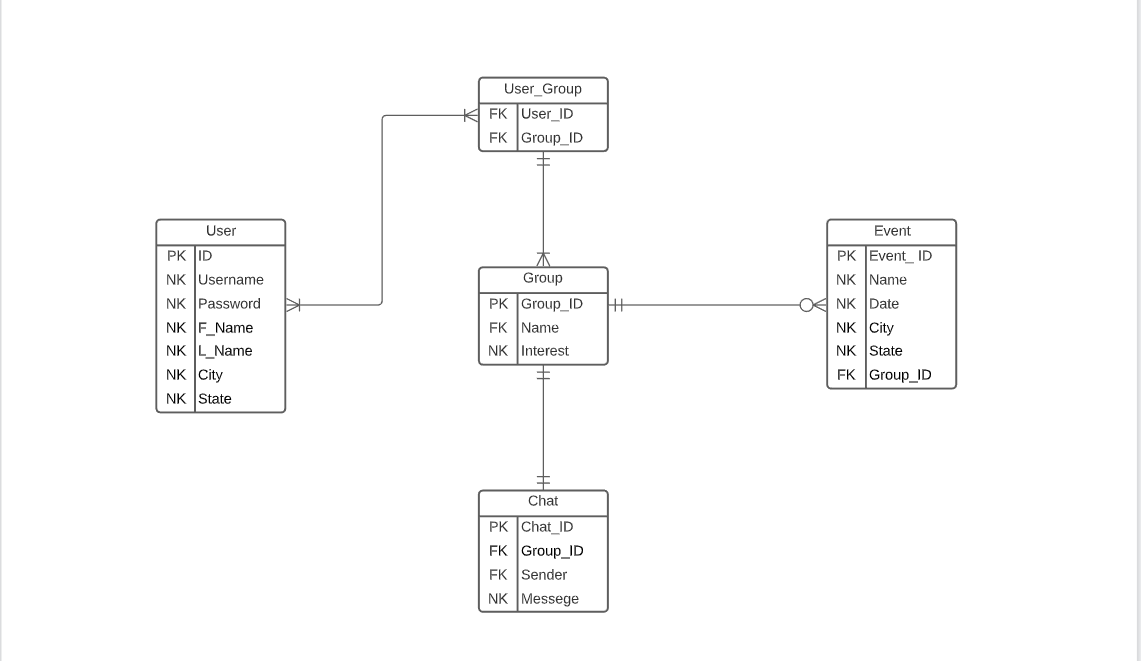 User_Group
FK User_ID
FK Group_ID
User
PK ID
NK Username
NK Password
NK F_Name
NK L_Name
NK City
NK State
Group
PK Group_ID
FK Name
NK Interest
Event
PK Event_ ID
NK Name
NK Date
NK City
NK State
FK Group_ID
Chat
PK Chat_ID
FK Group_ID
FK Sender
NK Messege